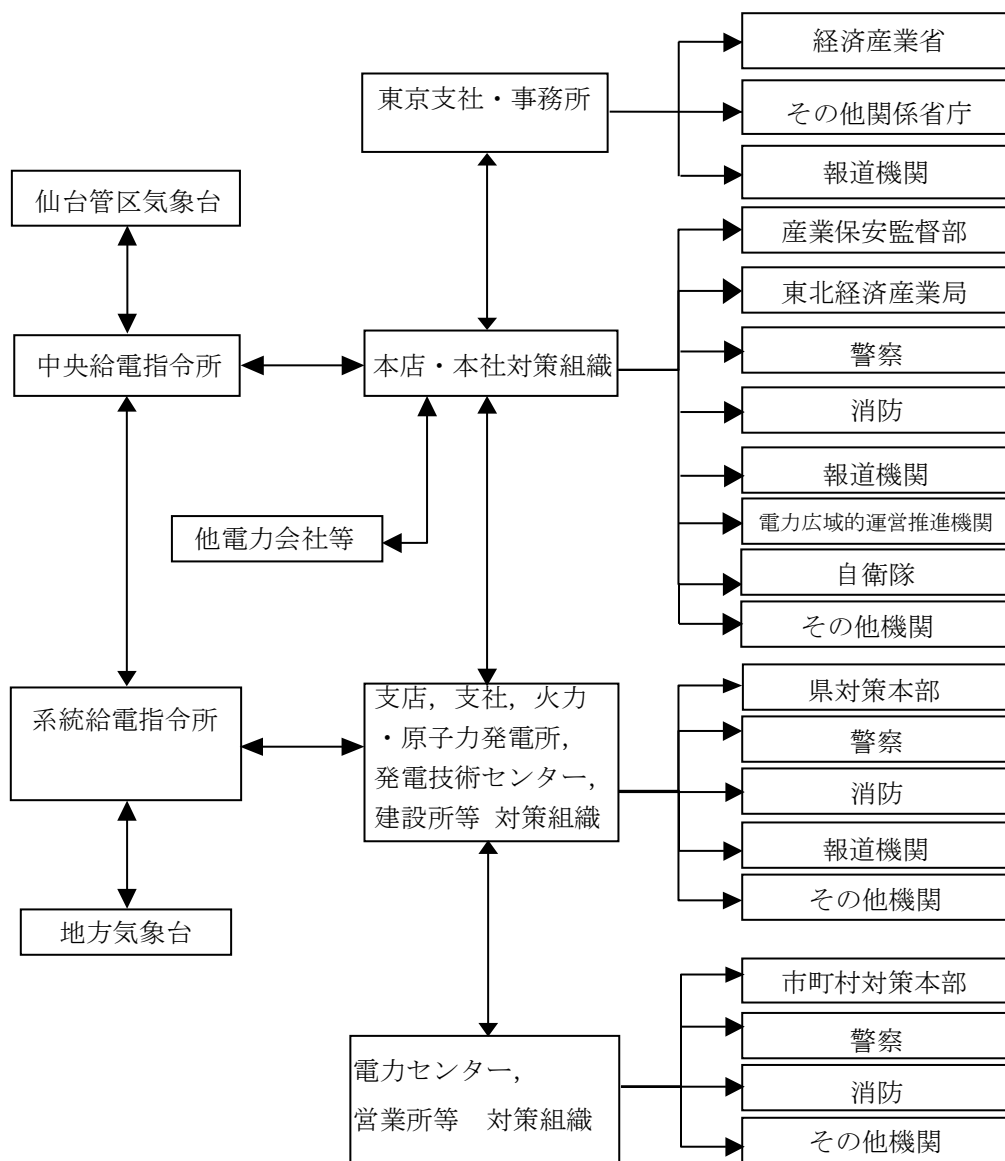 経済産業省
東京支社・事務所
その他関係省庁
報道機関
仙台管区気象台
産業保安監督部
東北経済産業局
中央給電指令所
本店・本社対策組織
警察
消防
報道機関
他電力会社等
電力広域的運営推進機関
自衛隊
その他機関
系統給電指令所
支店，支社，火力
・原子力発電所，
発電技術センター，
建設所等 対策組織
県対策本部
警察
消防
報道機関
その他機関
地方気象台
電力センター，
営業所等　対策組織
市町村対策本部
警察
消防
その他機関